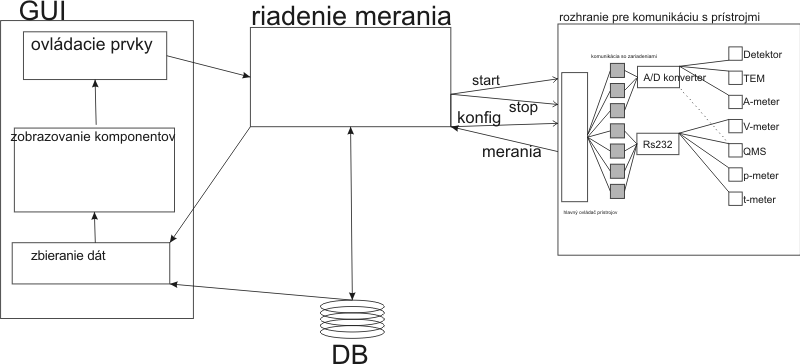 GUI
ovládacie prvky
zobrazovanie komponentov
zbieranie dát
riadenie merania
start
stop
konfig
merania
DB
rozhranie pre komunikáciu s prístrojmi
komunikácia so zariadeniami
A/D konverter
Rs232
hlavný ovládač prístrojov
Detektor
TEM
A-meter
V-meter
QMS
p-meter
t-meter